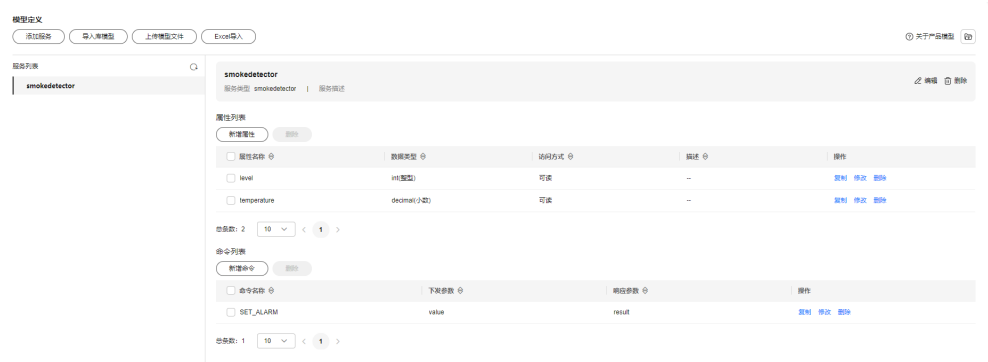 模型定义
添加服务 导入库模型 上传模型文件 Excel导入 关于产品模型
服务列表
smokedetector
smokedetector
服务类型 smokedetector | 服务描述 编辑 删除
属性列表
新增属性 删除
属性名称 数据类型 访问方式 描述 操作
level int(整型) 可读 -- 复制 修改 删除
temperature decimal(小数) 可读 -- 复制 修改 删除
总条数: 2 10 < 1 >
命令列表
新增命令 删除
命令名称 下发参数 响应参数 操作
SET_ALARM value result 复制 修改 删除
总条数: 1 10 < 1 >